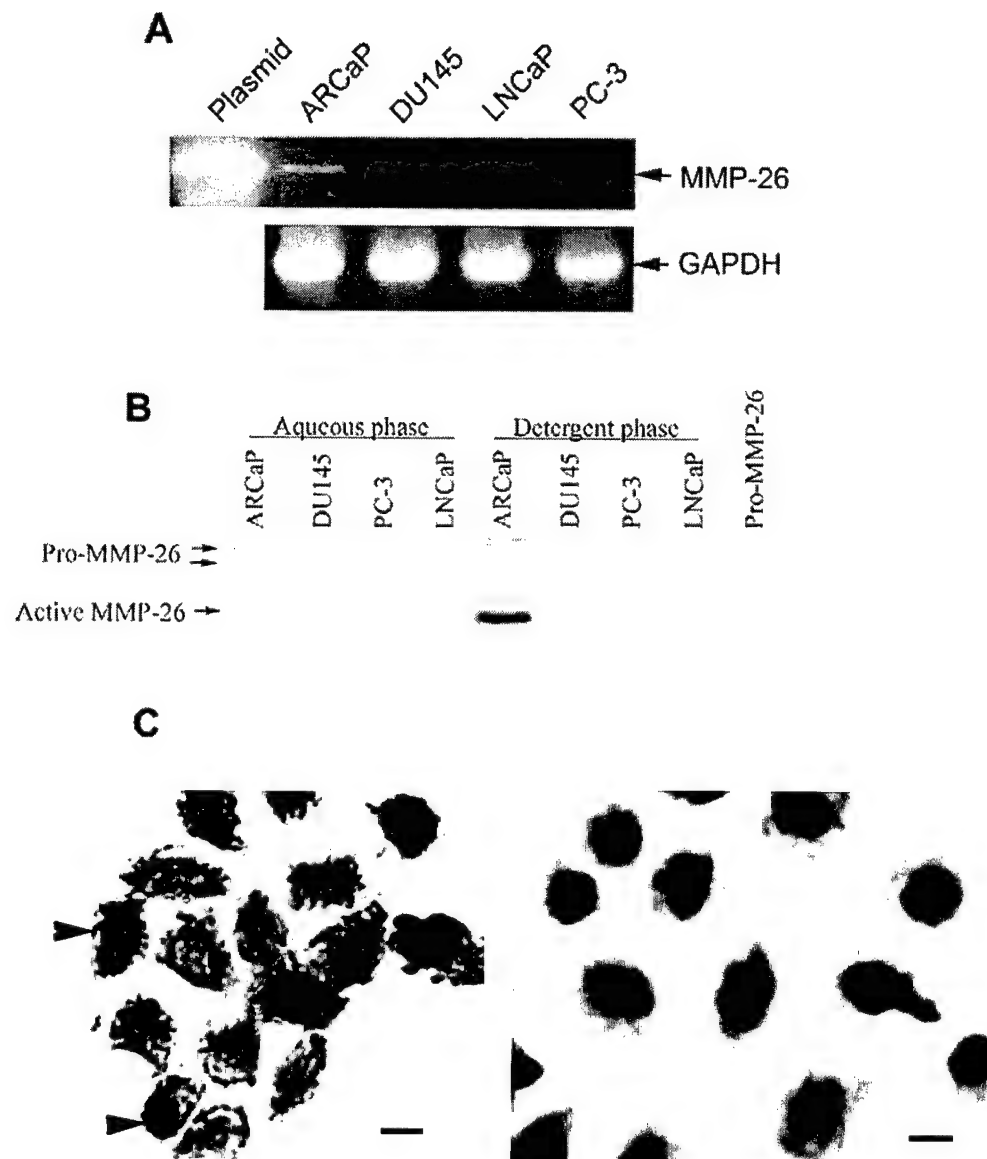 A
Plasmid
ARCaP
DU145
LNCaP
PC-3
MMP-26
GAPDH
B
Aqueous phase
Detergent phase
ARCaP
DU145
PC-3
LNCaP
ARCaP
DU145
PC-3
LNCaP
Pro-MMP-26
Pro-MMP-26
Active MMP-26
C